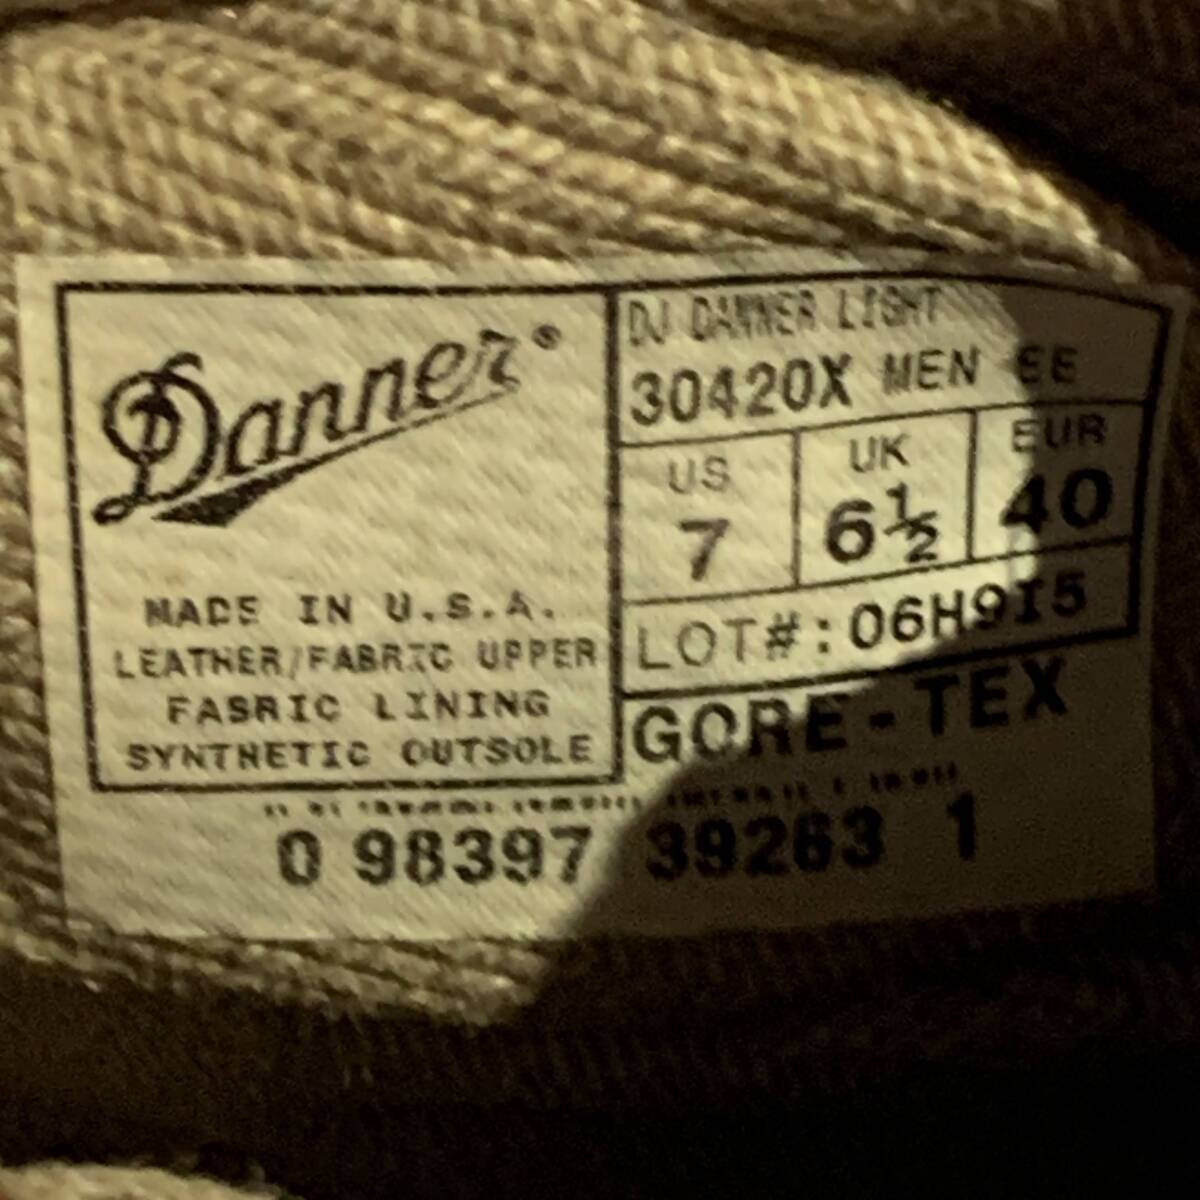 Danner®
MADE IN U.S.A.
LEATHER/FABRIC UPPER
FABRIC LINING
SYNTHETIC OUTSOLE
DJ DANNER LIGHT
30420X MEN EE
US UK EUR
7 6½ 40
LOT#: 06H9I5
GORE-TEX
0 98397 39263 1